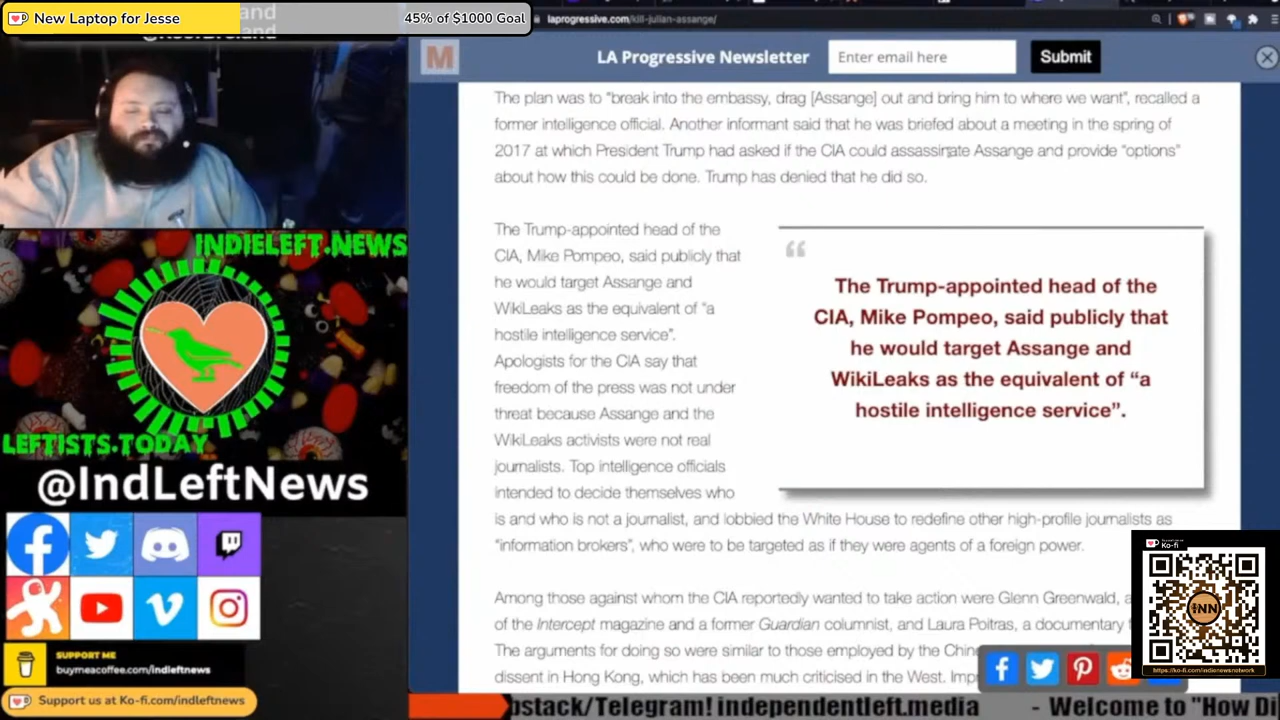 New Laptop for Jesse
45% of $1000 Goal
laprogressive.com/kill-julian-assange/
M
LA Progressive Newsletter
Enter email here
Submit
The plan was to “break into the embassy, drag [Assange] out and bring him to where we want”, recalled a
former intelligence official. Another informant said that he was briefed about a meeting in the spring of
2017 at which President Trump had asked if the CIA could assassinate Assange and provide “options”
about how this could be done. Trump has denied that he did so.
The Trump-appointed head of the
CIA, Mike Pompeo, said publicly that
he would target Assange and
WikiLeaks as the equivalent of “a
hostile intelligence service”.
Apologists for the CIA say that
freedom of the press was not under
threat because Assange and the
WikiLeaks activists were not real
journalists. Top intelligence officials
intended to decide themselves who
is and who is not a journalist, and lobbied the White House to redefine other high-profile journalists as
“information brokers”, who were to be targeted as if they were agents of a foreign power.
“
The Trump-appointed head of the
CIA, Mike Pompeo, said publicly that
he would target Assange and
WikiLeaks as the equivalent of “a
hostile intelligence service”.
Among those against whom the CIA reportedly wanted to take action were Glenn Greenwald, a
of the Intercept magazine and a former Guardian columnist, and Laura Poitras, a documentary
The arguments for doing so were similar to those employed by the
dissent in Hong Kong, which has been much criticised in the West.
INDIELEFT.NEWS
LEFTISTS.TODAY
@IndLeftNews
SUPPORT ME
buymeacoffee.com/indleftnews
Support us at Ko-fi.com/indleftnews
Ko-fi
INN
https://ko-fi.com/indienewsnetwork
bstack/Telegram! independentleft.media - Welcome to "How Di